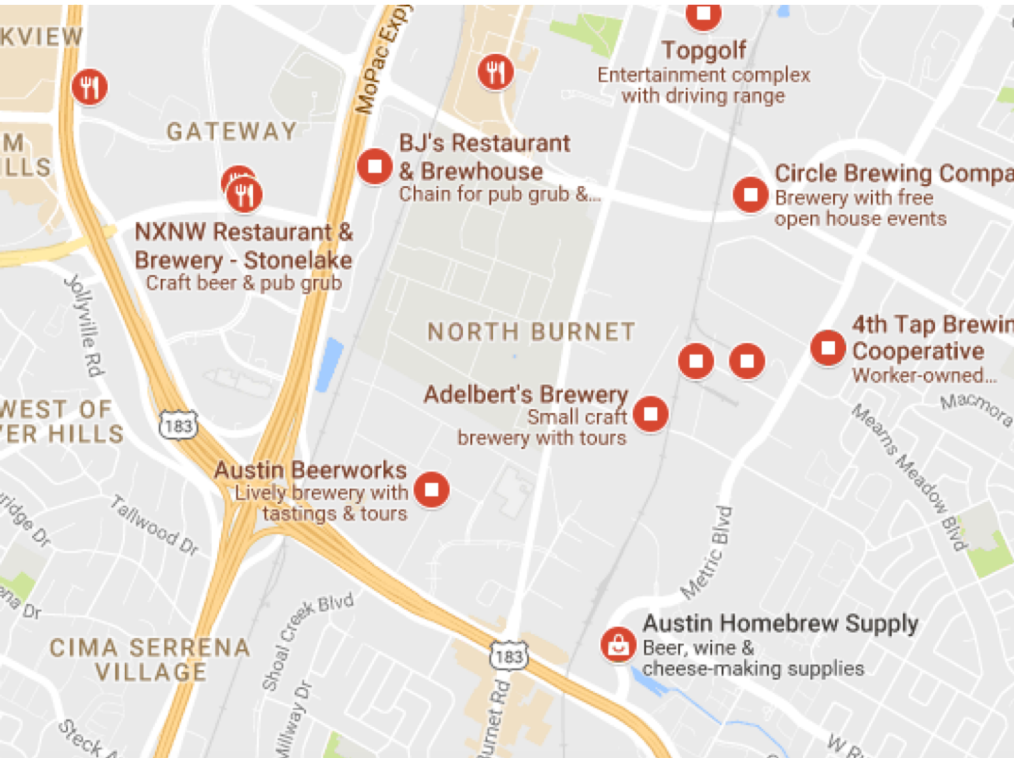 KVIEW
MoPac Expy
Topgolf
Entertainment complex
with driving range
GATEWAY
M
ILLS
BJ's Restaurant
& Brewhouse
Chain for pub grub &...
Circle Brewing Compa
Brewery with free
open house events
NXNW Restaurant &
Brewery - Stonelake
Craft beer & pub grub
Jollyville Rd
NORTH BURNET
4th Tap Brewin
Cooperative
Worker-owned...
Adelbert's Brewery
Small craft
brewery with tours
Macmora
Mearns Meadow Blvd
WEST OF
ER HILLS
183
Austin Beerworks
Lively brewery with
tastings & tours
ridge Dr
Tallwood Dr
Metric Blvd
ena Dr
Shoal Creek Blvd
Austin Homebrew Supply
Beer, wine &
cheese-making supplies
CIMA SERRENA
VILLAGE
183
Burnet Rd
Millway Dr
Steck A
W R